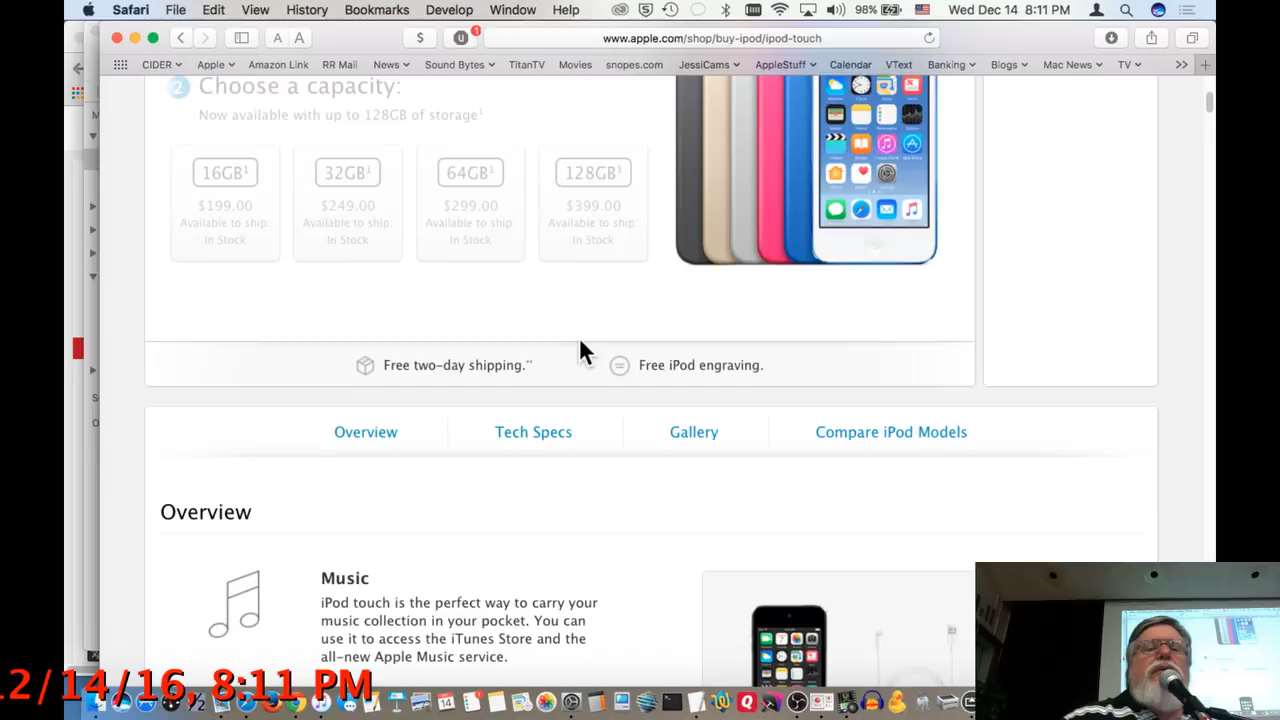 Safari File Edit View History Bookmarks Develop Window Help 98% Wed Dec 14 8:11 PM
A A $ U 1 www.apple.com/shop/buy-ipod/ipod-touch
CIDER Apple Amazon Link RR Mail News Sound Bytes TitanTV Movies snopes.com JessiCams AppleStuff Calendar VText Banking Blogs Mac News TV >> +
2 Choose a capacity:
Now available with up to 128GB of storage¹
16GB¹ 32GB¹ 64GB¹ 128GB¹
$199.00 $249.00 $299.00 $399.00
Available to ship: Available to ship: Available to ship: Available to ship:
In Stock In Stock In Stock In Stock
Free two-day shipping.** Free iPod engraving.
Overview Tech Specs Gallery Compare iPod Models
Overview
Music
iPod touch is the perfect way to carry your
music collection in your pocket. You can
use it to access the iTunes Store and the
all-new Apple Music service.
2/14/16, 8:11 PM